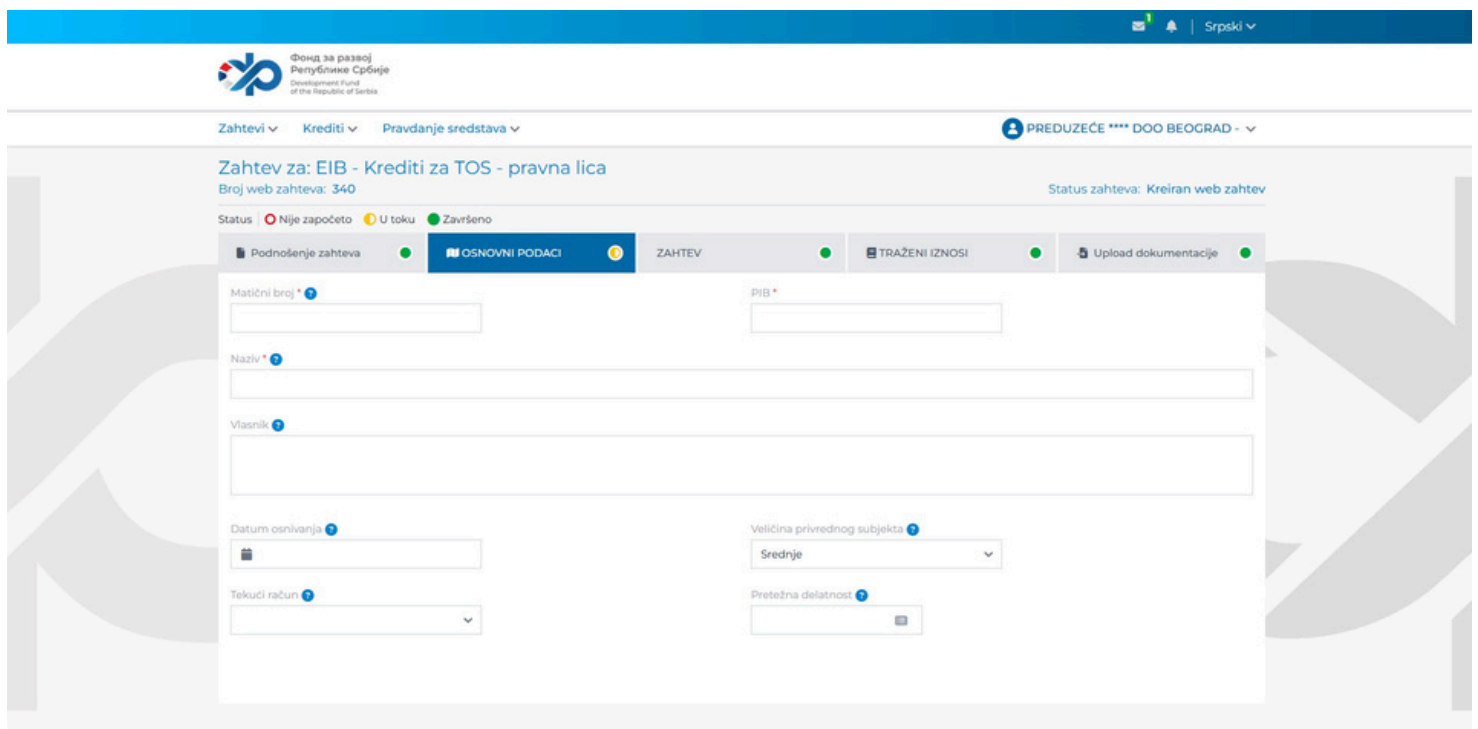 1
Srpski
Фонд за развој
Републике Србије
Development Fund
of the Republic of Serbia
Zahtevi Krediti Pravdanje sredstava PREDUZEĆE **** DOO BEOGRAD -
Zahtev za: EIB - Krediti za TOS - pravna lica
Broj web zahteva: 340 Status zahteva: Kreiran web zahtev
Status Nije započeto U toku Završeno
Podnošenje zahteva OSNOVNI PODACI ZAHTEV TRAŽENI IZNOSI Upload dokumentacije
Matični broj * ? PIB *
Naziv * ?
Vlasnik ?
Datum osnivanja ? Veličina privrednog subjekta ?
Srednje
Tekući račun ? Pretežna delatnost ?